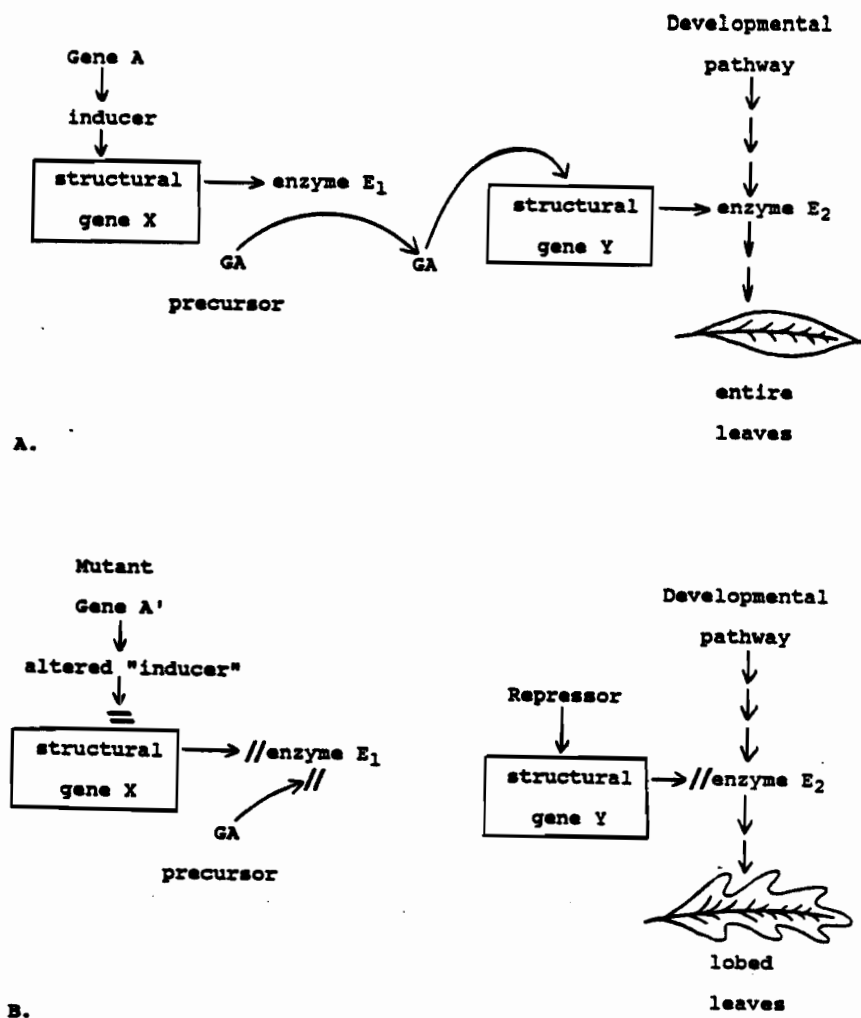 Gene A
inducer
structural
gene X
enzyme E1
GA
precursor
GA
structural
gene Y
Developmental
pathway
enzyme E2
entire
leaves
A.
Mutant
Gene A'
altered "inducer"
structural
gene X
//enzyme E1
//
GA
precursor
Repressor
structural
gene Y
Developmental
pathway
//enzyme E2
lobed
leaves
B.